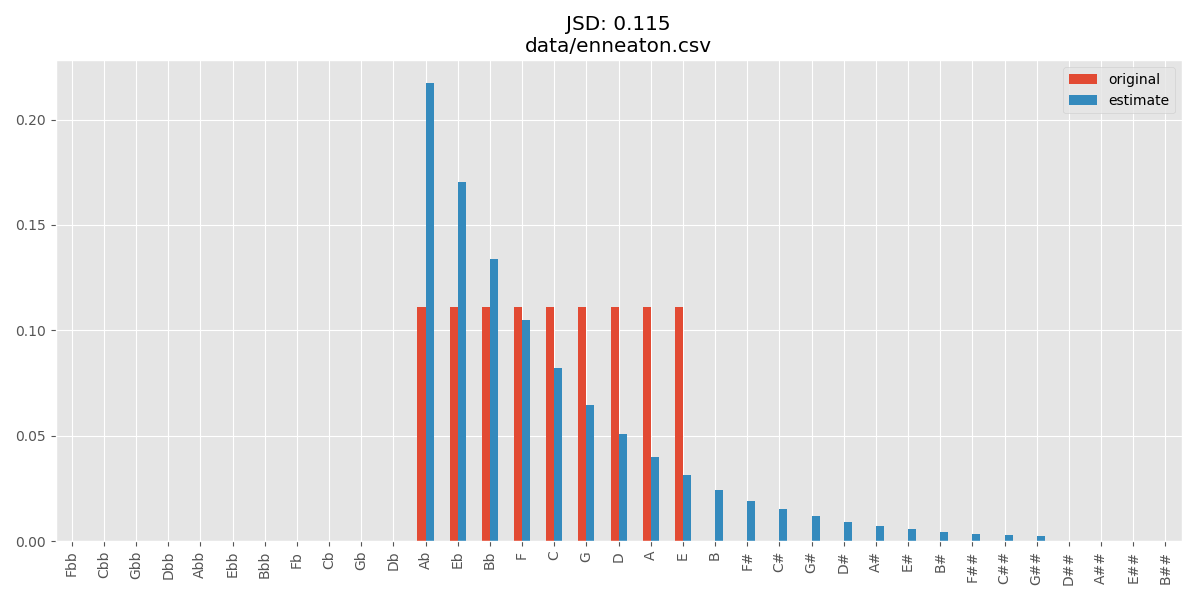 JSD: 0.115
data/enneaton.csv
original
estimate
0.20
0.15
0.10
0.05
0.00
Fbb Cbb Gbb Dbb Abb Ebb Bbb Fb Cb Gb Db Ab Eb Bb F C G D A E B F# C# G# D# A# E# B# F## C## G## D## A## E## B##